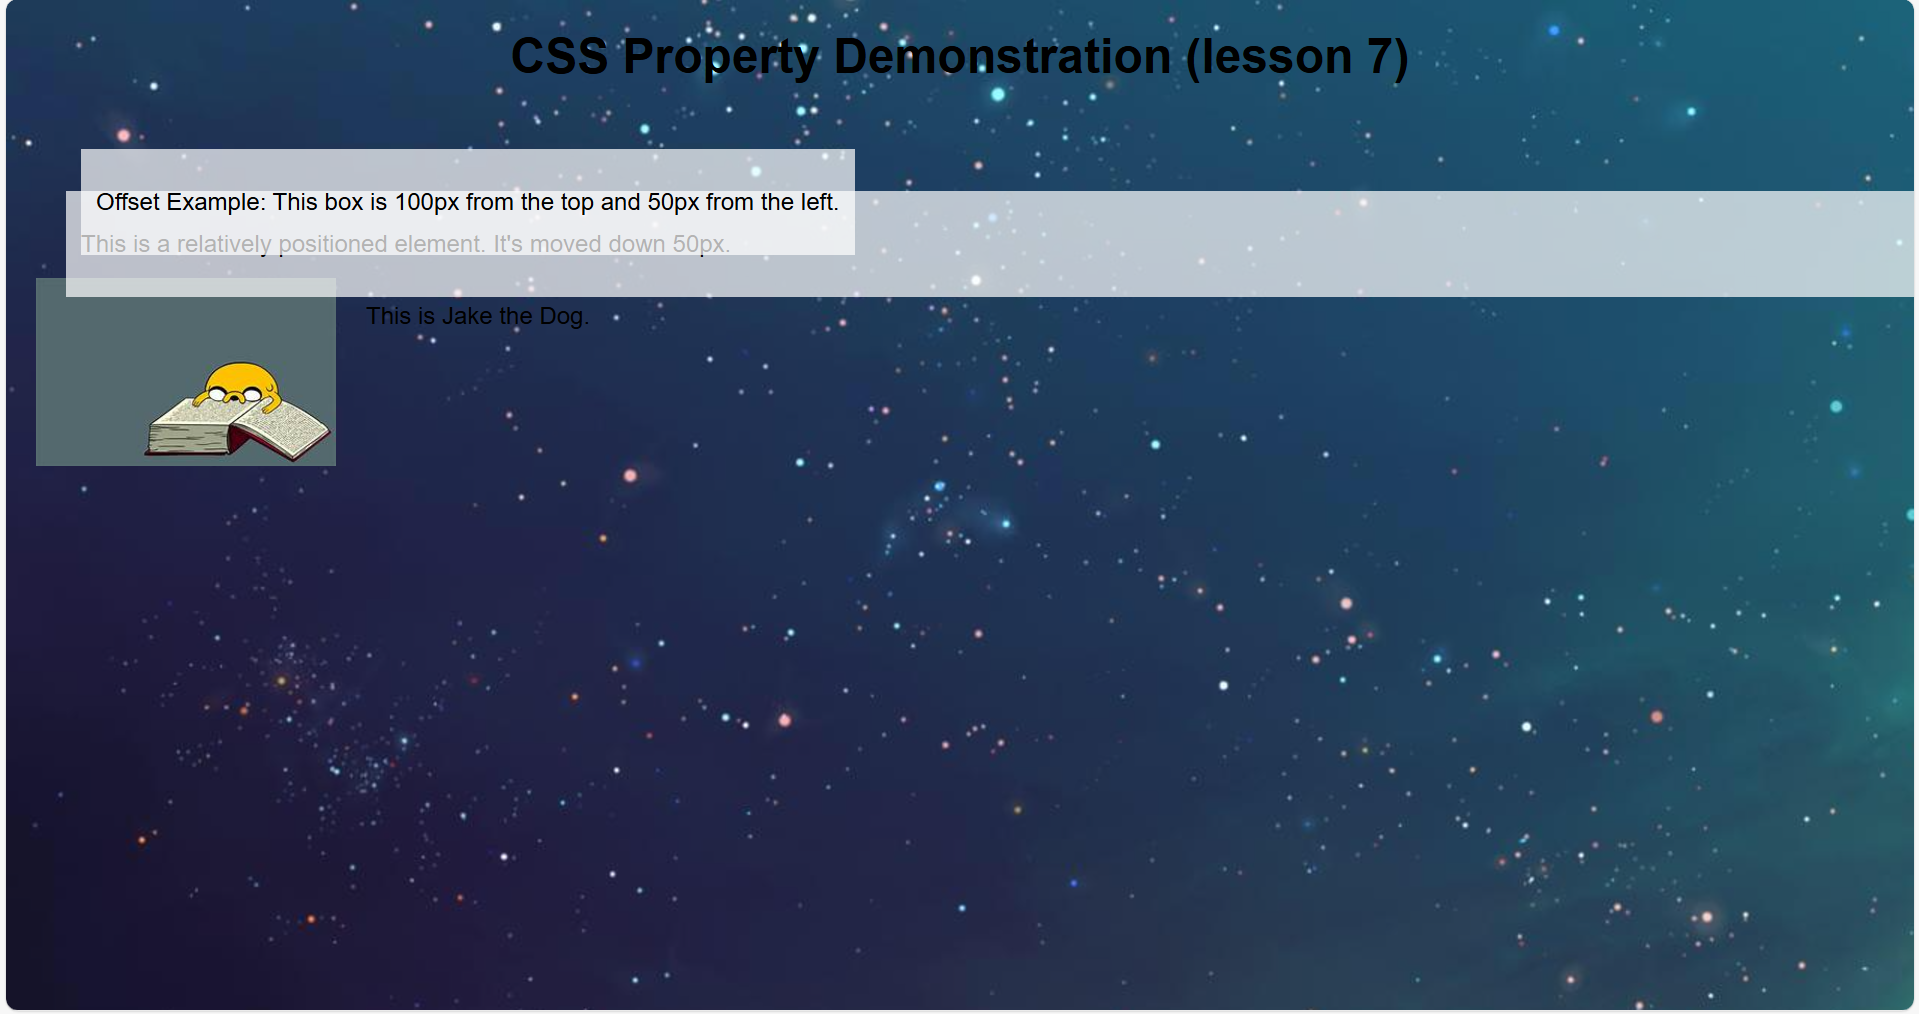 CSS Property Demonstration (lesson 7)
Offset Example: This box is 100px from the top and 50px from the left.
This is a relatively positioned element. It's moved down 50px.
This is Jake the Dog.